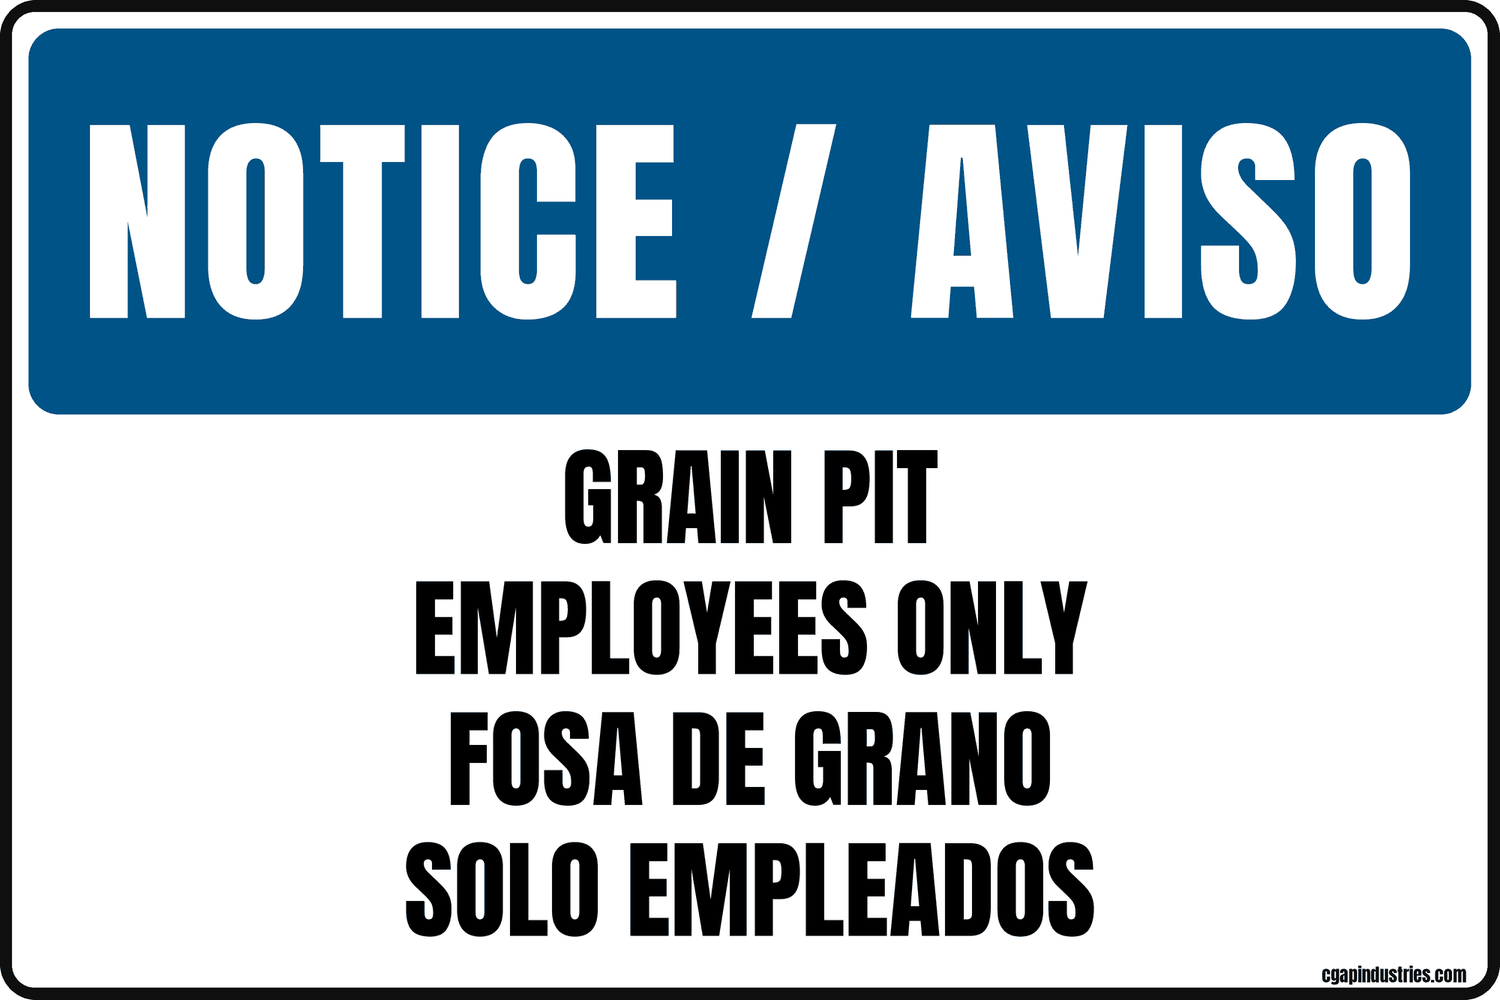 NOTICE / AVISO
GRAIN PIT
EMPLOYEES ONLY
FOSA DE GRANO
SOLO EMPLEADOS
cgapindustries.com